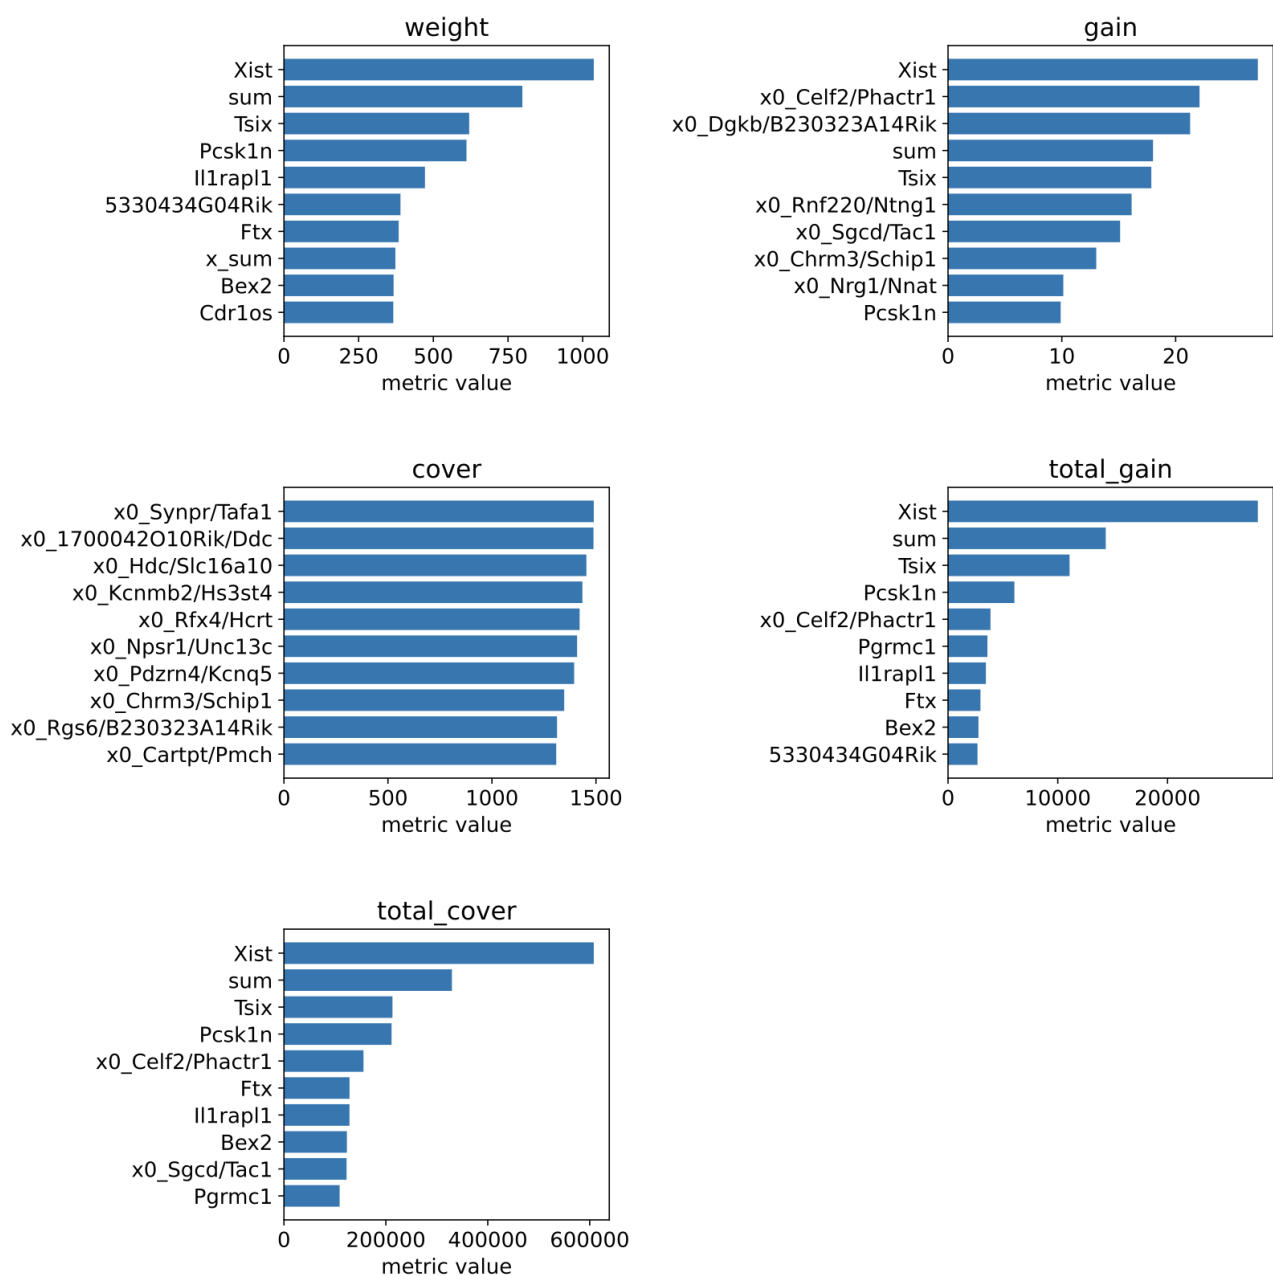 weight
Xist
sum
Tsix
Pcsk1n
Il1rapl1
5330434G04Rik
Ftx
x_sum
Bex2
Cdr1os
0 250 500 750 1000
metric value
gain
Xist
x0_Celf2/Phactr1
x0_Dgkb/B230323A14Rik
sum
Tsix
x0_Rnf220/Ntng1
x0_Sgcd/Tac1
x0_Chrm3/Schip1
x0_Nrg1/Nnat
Pcsk1n
0 10 20
metric value
cover
x0_Synpr/Tafa1
x0_1700042O10Rik/Ddc
x0_Hdc/Slc16a10
x0_Kcnmb2/Hs3st4
x0_Rfx4/Hcrt
x0_Npsr1/Unc13c
x0_Pdzrn4/Kcnq5
x0_Chrm3/Schip1
x0_Rgs6/B230323A14Rik
x0_Cartpt/Pmch
0 500 1000 1500
metric value
total_gain
Xist
sum
Tsix
Pcsk1n
x0_Celf2/Phactr1
Pgrmc1
Il1rapl1
Ftx
Bex2
5330434G04Rik
0 10000 20000
metric value
total_cover
Xist
sum
Tsix
Pcsk1n
x0_Celf2/Phactr1
Ftx
Il1rapl1
Bex2
x0_Sgcd/Tac1
Pgrmc1
0 200000 400000 600000
metric value